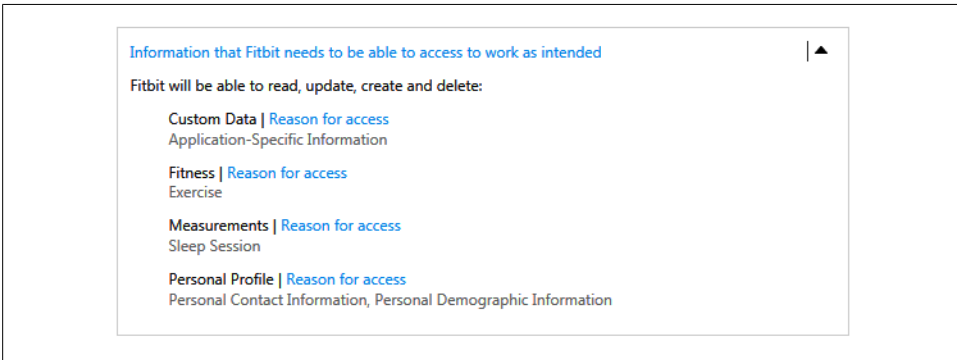 Information that Fitbit needs to be able to access to work as intended
Fitbit will be able to read, update, create and delete:
Custom Data | Reason for access
Application-Specific Information
Fitness | Reason for access
Exercise
Measurements | Reason for access
Sleep Session
Personal Profile | Reason for access
Personal Contact Information, Personal Demographic Information